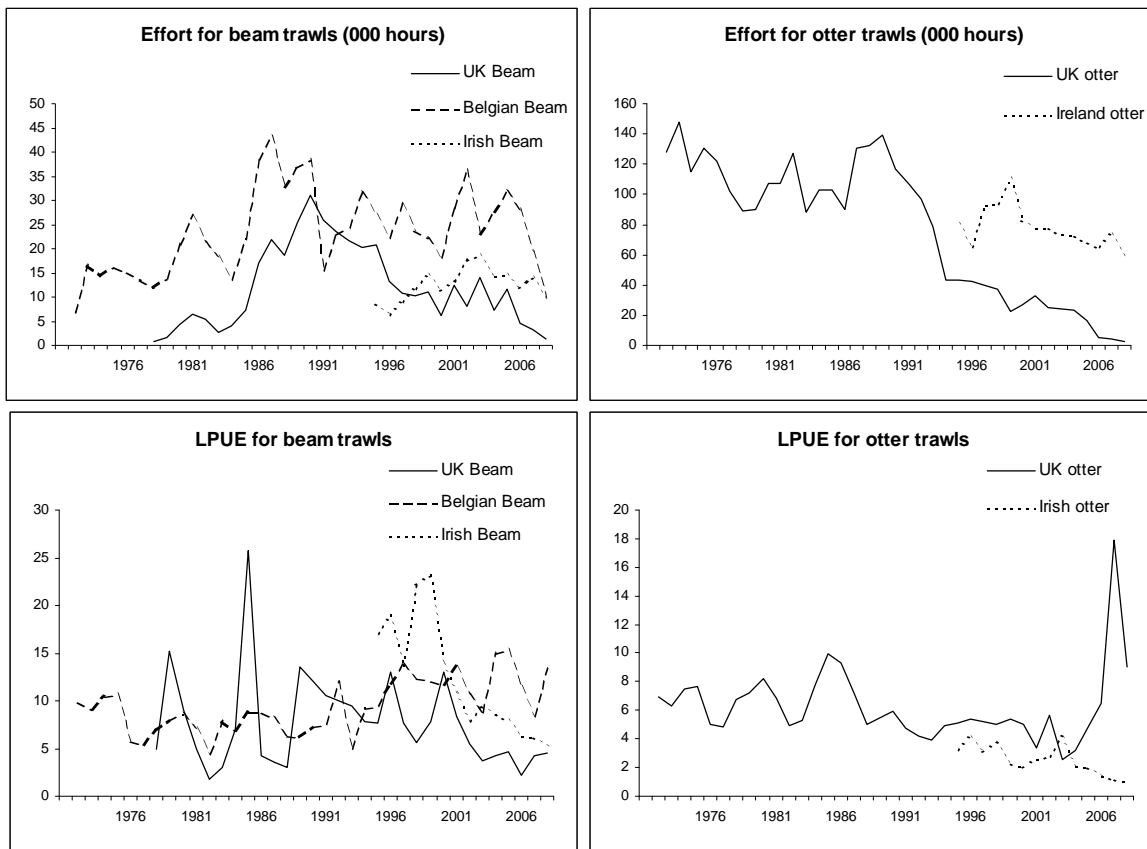 Effort for beam trawls (000 hours)
UK Beam
Belgian Beam
Irish Beam
50
45
40
35
30
25
20
15
10
5
0
1976 1981 1986 1991 1996 2001 2006
Effort for otter trawls (000 hours)
UK otter
Ireland otter
160
140
120
100
80
60
40
20
0
1976 1981 1986 1991 1996 2001 2006
LPUE for beam trawls
UK Beam
Belgian Beam
Irish Beam
30
25
20
15
10
5
0
1976 1981 1986 1991 1996 2001 2006
LPUE for otter trawls
UK otter
Irish otter
20
18
16
14
12
10
8
6
4
2
0
1976 1981 1986 1991 1996 2001 2006